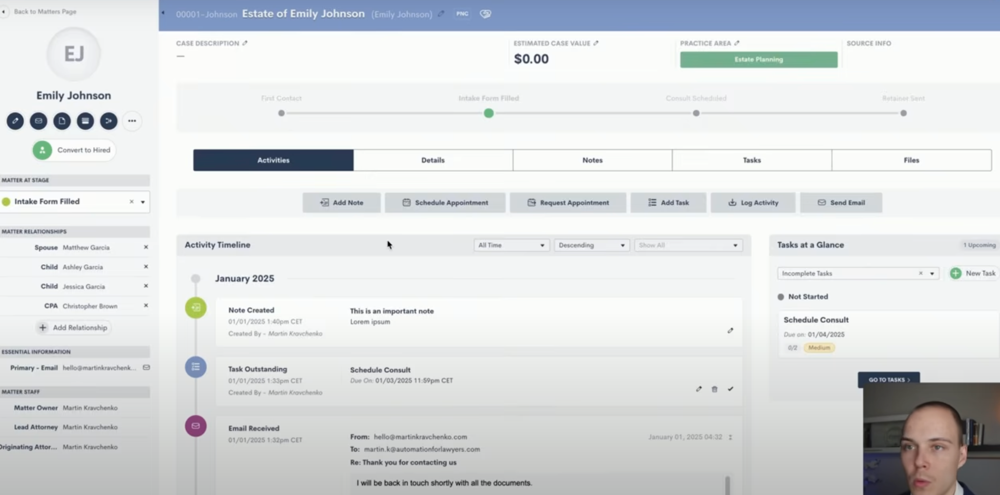 Back to Matters Page
EJ
Emily Johnson
Convert to Hired
MATTER AT STAGE
Intake Form Filled
MATTER RELATIONSHIPS
Spouse Matthew Garcia
Child Ashley Garcia
Child Jessica Garcia
CPA Christopher Brown
Add Relationship
ESSENTIAL INFORMATION
Primary - Email hello@martinkravchenk...
MATTER STAFF
Matter Owner Martin Kravchenko
Lead Attorney Martin Kravchenko
Originating Attor... Martin Kravchenko
00001-Johnson Estate of Emily Johnson (Emily Johnson) PNC
CASE DESCRIPTION
—
ESTIMATED CASE VALUE
$0.00
PRACTICE AREA
Estate Planning
SOURCE INFO
First Contact Intake Form Filled Consult Scheduled Retainer Sent
Activities Details Notes Tasks Files
Add Note Schedule Appointment Request Appointment Add Task Log Activity Send Email
Activity Timeline All Time Descending Show All
January 2025
Note Created
01/01/2025 1:40pm CET
Created By - Martin Kravchenko
This is an important note
Lorem ipsum
Task Outstanding
01/01/2025 1:33pm CET
Created By - Martin Kravchenko
Schedule Consult
Due On: 01/03/2025 11:59pm CET
Email Received
01/01/2025 1:32pm CET
From: hello@martinkravchenko.com January 01, 2025 04:32
To: martin.k@automationforlawyers.com
Re: Thank you for contacting us
I will be back in touch shortly with all the documents.
Tasks at a Glance 1 Upcoming
Incomplete Tasks New Task
Not Started
Schedule Consult
Due on: 01/04/2025
0/2 Medium
GO TO TASKS